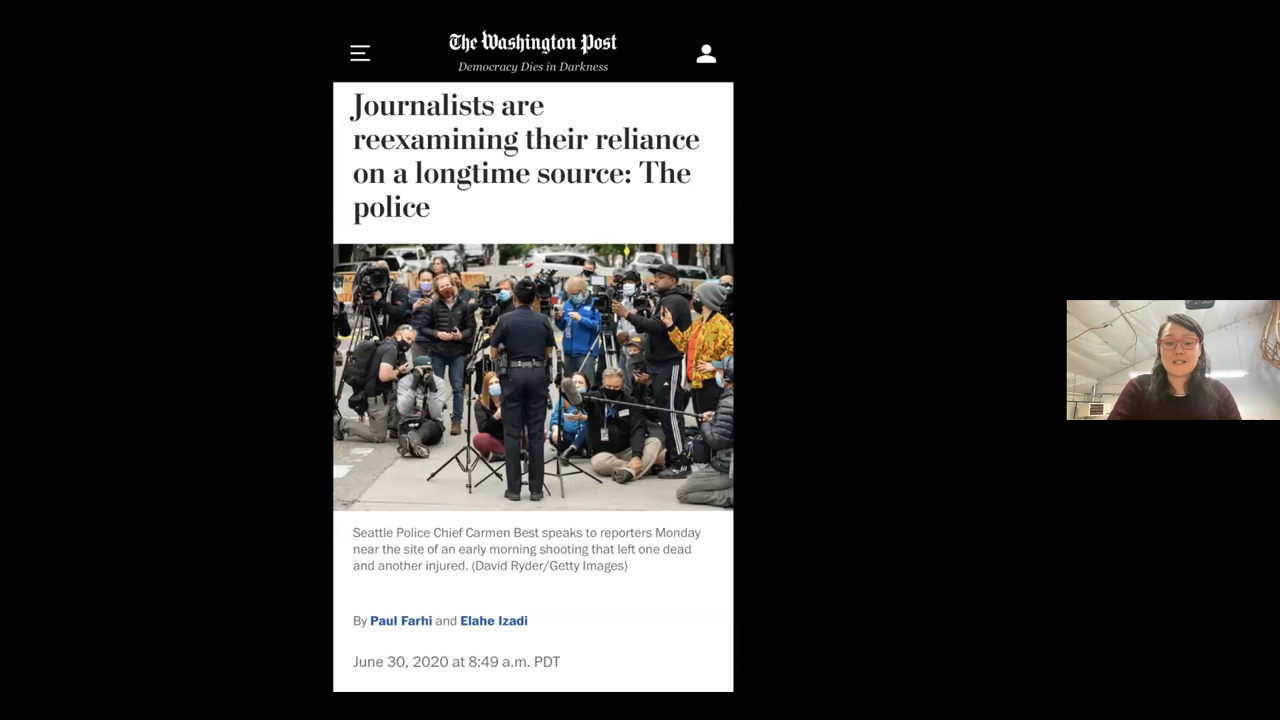 The Washington Post
Democracy Dies in Darkness
Journalists are
reexamining their reliance
on a longtime source: The
police
Seattle Police Chief Carmen Best speaks to reporters Monday
near the site of an early morning shooting that left one dead
and another injured. (David Ryder/Getty Images)
By Paul Farhi and Elahe Izadi
June 30, 2020 at 8:49 a.m. PDT